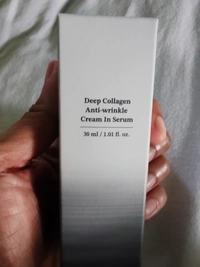 Deep Collagen
Anti-wrinkle
Cream In Serum
30 ml / 1.01 fl. oz.